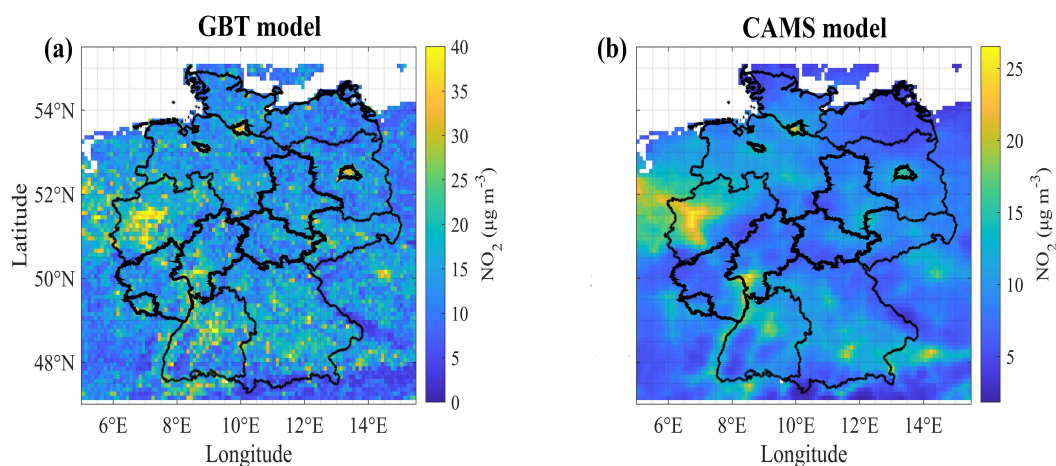 GBT model
(a)
54°N
52°N
50°N
48°N
Latitude
6°E 8°E 10°E 12°E 14°E
Longitude
40
35
30
25
20
15
10
5
0
NO₂ (µg m⁻³)
CAMS model
(b)
6°E 8°E 10°E 12°E 14°E
Longitude
25
20
15
10
5
NO₂ (µg m⁻³)